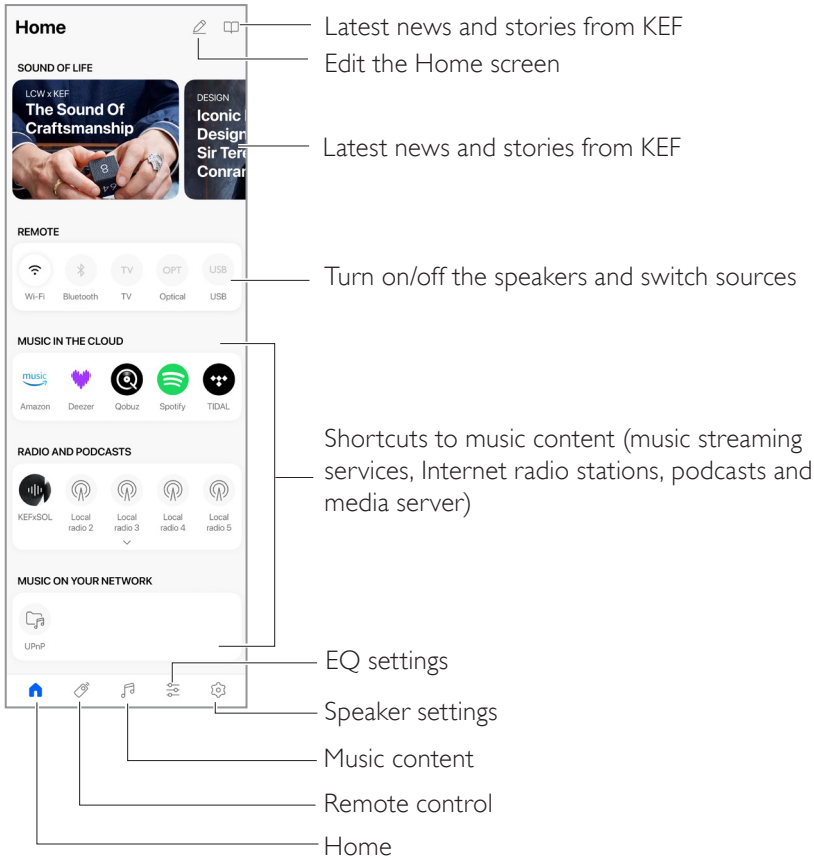 Home
Latest news and stories from KEF
Edit the Home screen
SOUND OF LIFE
LCW x KEF
The Sound Of
Craftsmanship
DESIGN
Iconic
Design
Sir Tere
Conran
Latest news and stories from KEF
REMOTE
TV OPT USB
Wi-Fi Bluetooth TV Optical USB
Turn on/off the speakers and switch sources
MUSIC IN THE CLOUD
music
Amazon Deezer Qobuz Spotify TIDAL
RADIO AND PODCASTS
KEFxSOL Local Local Local Local
radio 2 radio 3 radio 4 radio 5
Shortcuts to music content (music streaming
services, Internet radio stations, podcasts and
media server)
MUSIC ON YOUR NETWORK
UPnP
EQ settings
Speaker settings
Music content
Remote control
Home